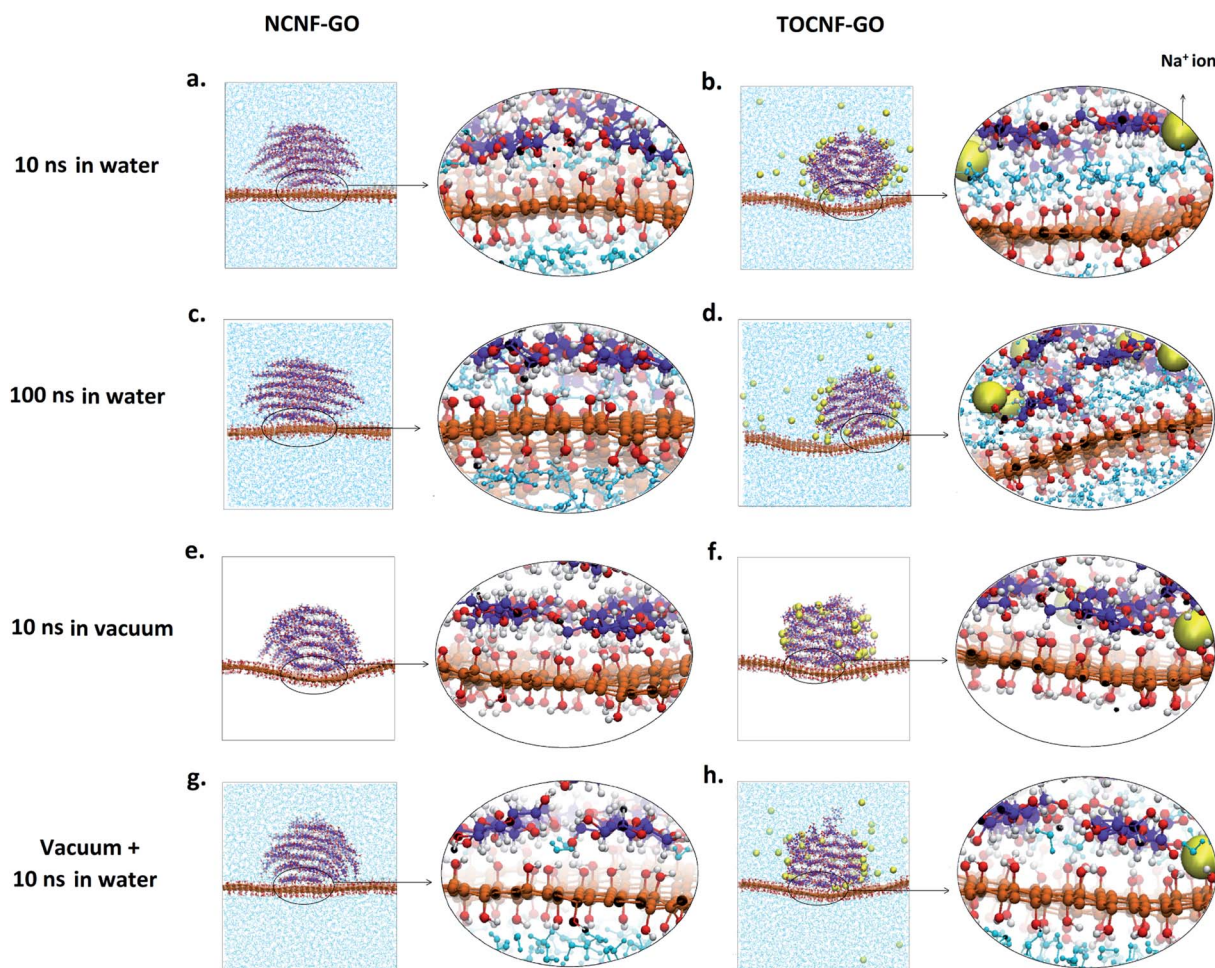 NCNF-GO
TOCNF-GO
Na+ ion
a.
b.
10 ns in water
c.
d.
100 ns in water
e.
f.
10 ns in vacuum
g.
h.
Vacuum +
10 ns in water